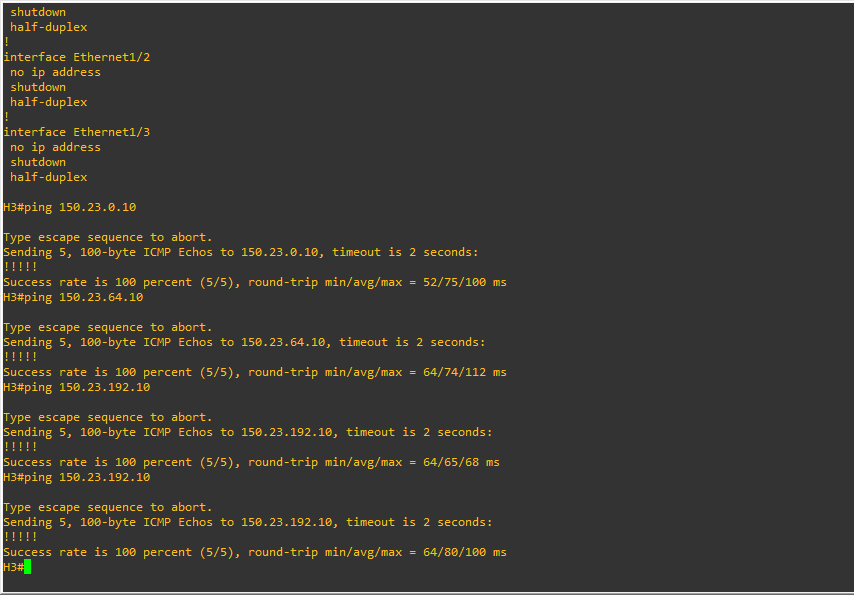 shutdown
half-duplex
!
interface Ethernet1/2
no ip address
shutdown
half-duplex
!
interface Ethernet1/3
no ip address
shutdown
half-duplex
H3#ping 150.23.0.10
Type escape sequence to abort.
Sending 5, 100-byte ICMP Echos to 150.23.0.10, timeout is 2 seconds:
!!!!!
Success rate is 100 percent (5/5), round-trip min/avg/max = 52/75/100 ms
H3#ping 150.23.64.10
Type escape sequence to abort.
Sending 5, 100-byte ICMP Echos to 150.23.64.10, timeout is 2 seconds:
!!!!!
Success rate is 100 percent (5/5), round-trip min/avg/max = 64/74/112 ms
H3#ping 150.23.192.10
Type escape sequence to abort.
Sending 5, 100-byte ICMP Echos to 150.23.192.10, timeout is 2 seconds:
!!!!!
Success rate is 100 percent (5/5), round-trip min/avg/max = 64/65/68 ms
H3#ping 150.23.192.10
Type escape sequence to abort.
Sending 5, 100-byte ICMP Echos to 150.23.192.10, timeout is 2 seconds:
!!!!!
Success rate is 100 percent (5/5), round-trip min/avg/max = 64/80/100 ms
H3#